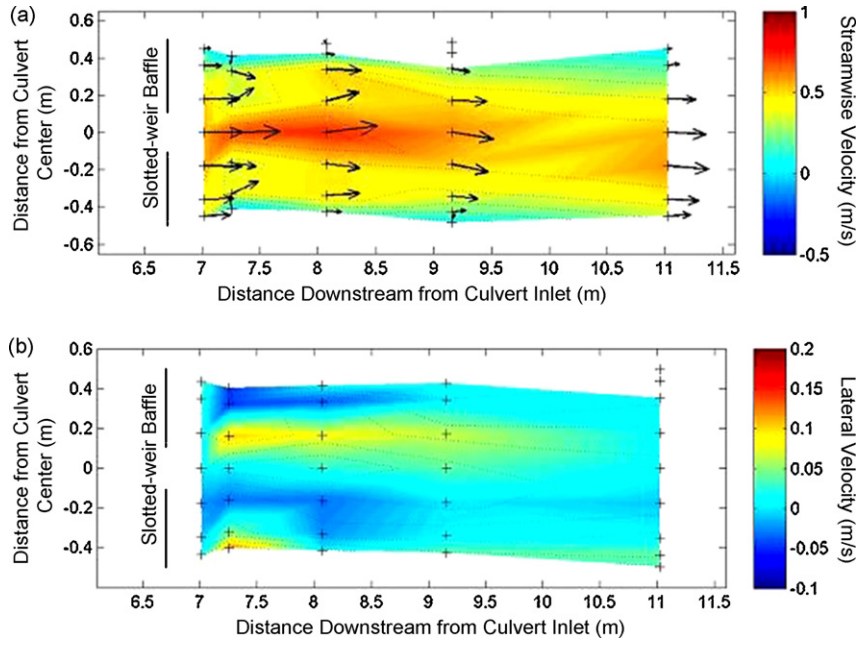 (a)
0.6
0.4
0.2
0
-0.2
-0.4
-0.6
Distance from Culvert
Center (m)
Slotted-weir Baffle
6.5 7 7.5 8 8.5 9 9.5 10 10.5 11 11.5
Distance Downstream from Culvert Inlet (m)
1
0.5
0
-0.5
Streamwise Velocity (m/s)
(b)
0.6
0.4
0.2
0
-0.2
-0.4
Distance from Culvert
Center (m)
Slotted-weir Baffle
6.5 7 7.5 8 8.5 9 9.5 10 10.5 11 11.5
Distance Downstream from Culvert Inlet (m)
0.2
0.15
0.1
0.05
0
-0.05
-0.1
Lateral Velocity (m/s)